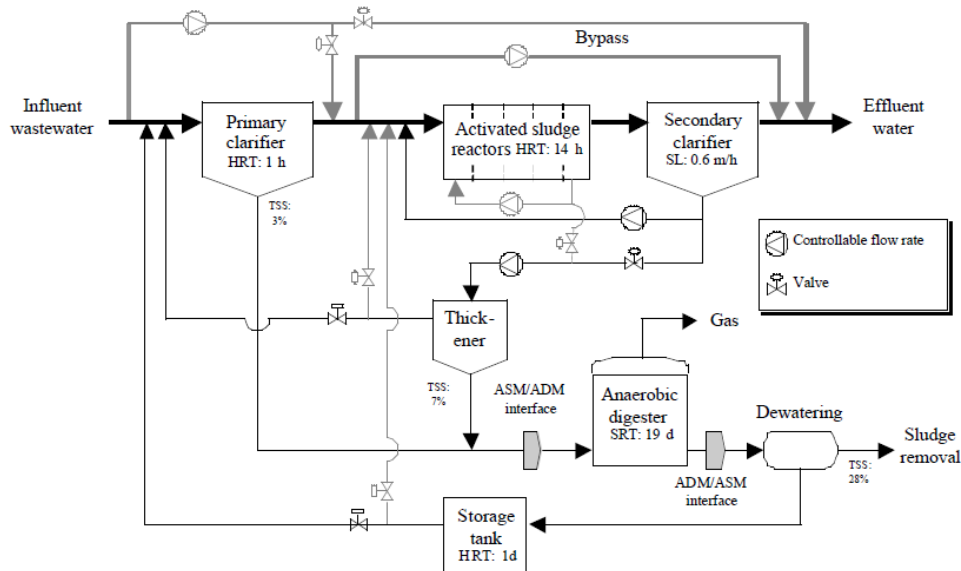 Bypass
Influent
wastewater
Primary
clarifier
HRT: 1 h
Activated sludge
reactors HRT: 14 h
Secondary
clarifier
SL: 0.6 m/h
Effluent
water
TSS:
3%
Controllable flow rate
Valve
Thick-
ener
TSS:
7%
Gas
ASM/ADM
interface
Anaerobic
digester
SRT: 19 d
Dewatering
Sludge
removal
TSS:
28%
ADM/ASM
interface
Storage
tank
HRT: 1d